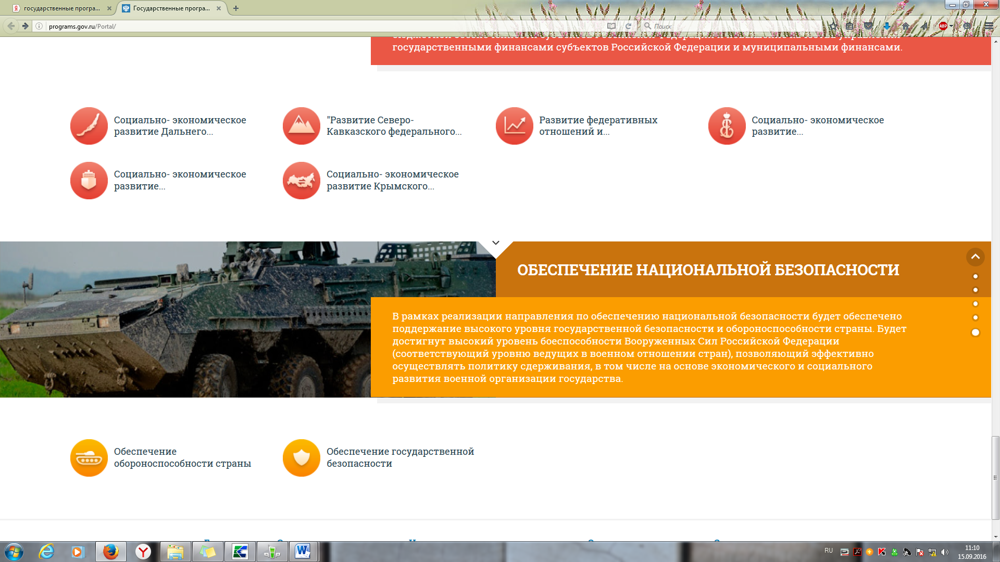 государственные програ...
Государственные програ...
programs.gov.ru/Portal/
Поиск
ABP
государственными финансами субъектов Российской Федерации и муниципальными финансами.
Социально- экономическое
развитие Дальнего...
"Развитие Северо-
Кавказского федерального...
Развитие федеративных
отношений и...
Социально- экономическое
развитие...
Социально- экономическое
развитие...
Социально- экономическое
развитие Крымского...
ОБЕСПЕЧЕНИЕ НАЦИОНАЛЬНОЙ БЕЗОПАСНОСТИ
В рамках реализации направления по обеспечению национальной безопасности будет обеспечено
поддержание высокого уровня государственной безопасности и обороноспособности страны. Будет
достигнут высокий уровень боеспособности Вооруженных Сил Российской Федерации
(соответствующий уровню ведущих в военном отношении стран), позволяющий эффективно
осуществлять политику сдерживания, в том числе на основе экономического и социального
развития военной организации государства.
Обеспечение
обороноспособности страны
Обеспечение государственной
безопасности
RU
11:10
15.09.2016